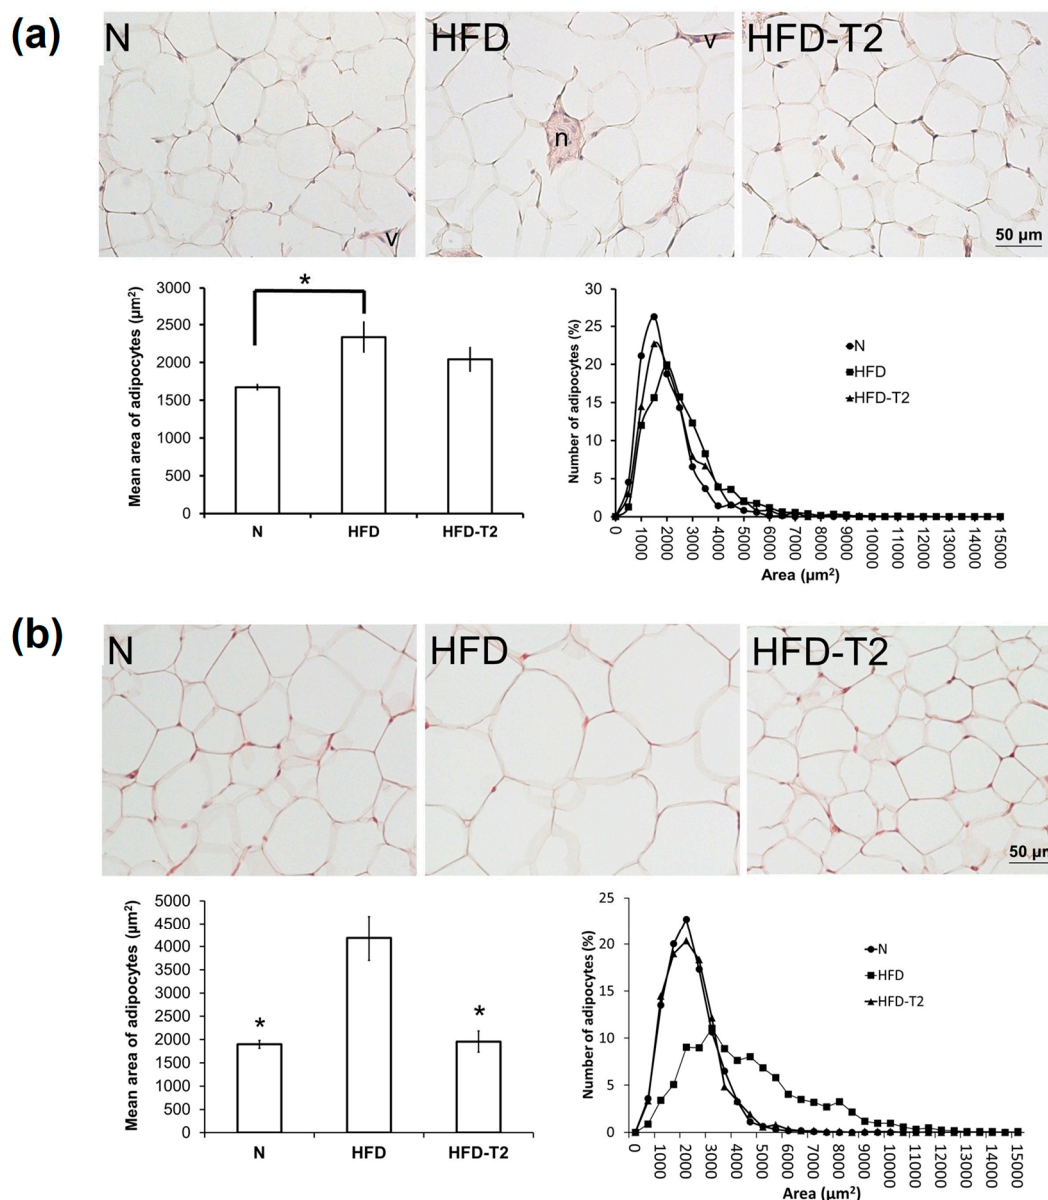 (a)
N
HFD
HFD-T2
v
n
v
50 µm
Mean area of adipocytes (µm²)
3000
2500
2000
1500
1000
500
0
*
N
HFD
HFD-T2
Number of adipocytes (%)
30
25
20
15
10
5
0
N
HFD
HFD-T2
0
1000
2000
3000
4000
5000
6000
7000
8000
9000
10000
11000
12000
13000
14000
15000
Area (µm²)
(b)
N
HFD
HFD-T2
50 µm
Mean area of adipocytes (µm²)
5000
4500
4000
3500
3000
2500
2000
1500
1000
500
0
*
*
N
HFD
HFD-T2
Number of adipocytes (%)
25
20
15
10
5
0
N
HFD
HFD-T2
0
1000
2000
3000
4000
5000
6000
7000
8000
9000
10000
11000
12000
13000
14000
15000
Area (µm²)